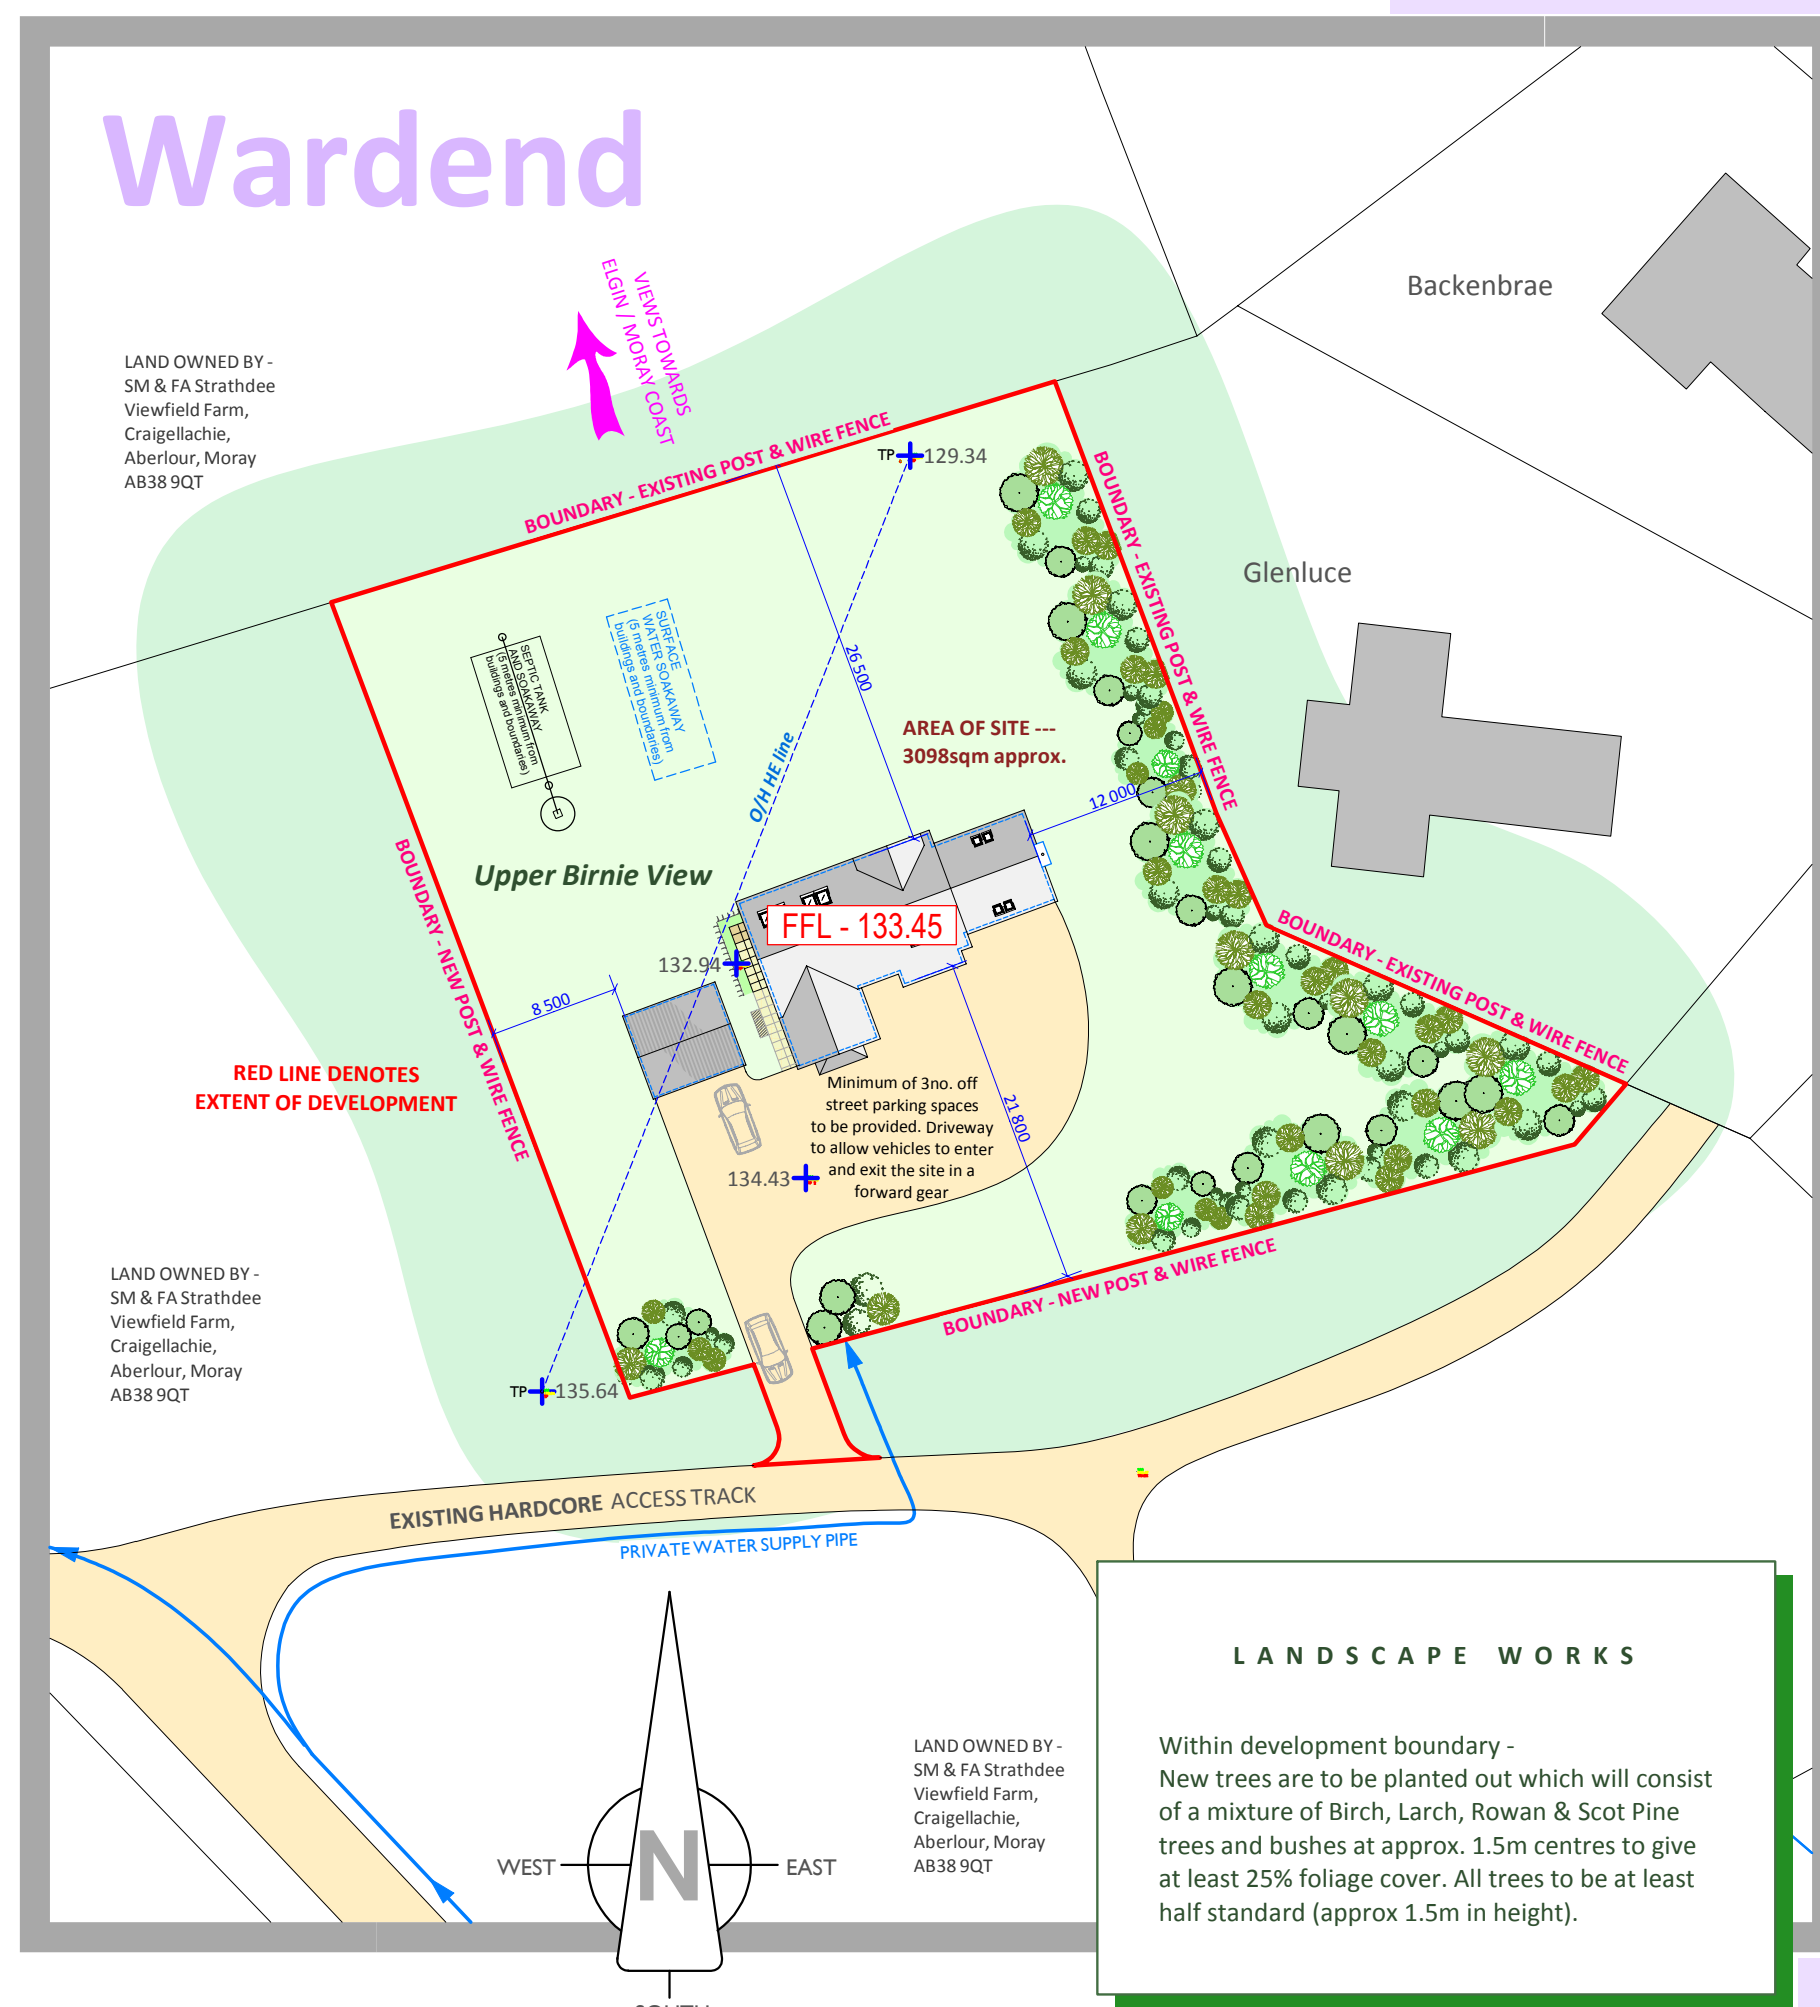 Wardend
VIEWS TOWARDS
ELGIN / MORAY COAST
Backenbrae
LAND OWNED BY -
SM & FA Strathdee
Viewfield Farm,
Craigellachie,
Aberlour, Moray
AB38 9QT
BOUNDARY - EXISTING POST & WIRE FENCE
TP
129.34
BOUNDARY - EXISTING POST & WIRE FENCE
Glenluce
SEPTIC TANK
AND SOAKAWAY
(5 metres minimum from
buildings and boundaries)
SURFACE
WATER SOAKAWAY
(5 metres minimum from
buildings and boundaries)
26 500
O/H HE line
AREA OF SITE ---
3098sqm approx.
12 000
Upper Birnie View
FFL - 133.45
132.94
8 500
BOUNDARY - NEW POST & WIRE FENCE
BOUNDARY - EXISTING POST & WIRE FENCE
RED LINE DENOTES
EXTENT OF DEVELOPMENT
Minimum of 3no. off
street parking spaces
to be provided. Driveway
to allow vehicles to enter
and exit the site in a
forward gear
21 800
134.43
BOUNDARY - NEW POST & WIRE FENCE
LAND OWNED BY -
SM & FA Strathdee
Viewfield Farm,
Craigellachie,
Aberlour, Moray
AB38 9QT
TP
135.64
EXISTING HARDCORE ACCESS TRACK
PRIVATE WATER SUPPLY PIPE
LAND OWNED BY -
SM & FA Strathdee
Viewfield Farm,
Craigellachie,
Aberlour, Moray
AB38 9QT
WEST
N
EAST
SOUTH
LANDSCAPE WORKS
Within development boundary -
New trees are to be planted out which will consist
of a mixture of Birch, Larch, Rowan & Scot Pine
trees and bushes at approx. 1.5m centres to give
at least 25% foliage cover. All trees to be at least
half standard (approx 1.5m in height).